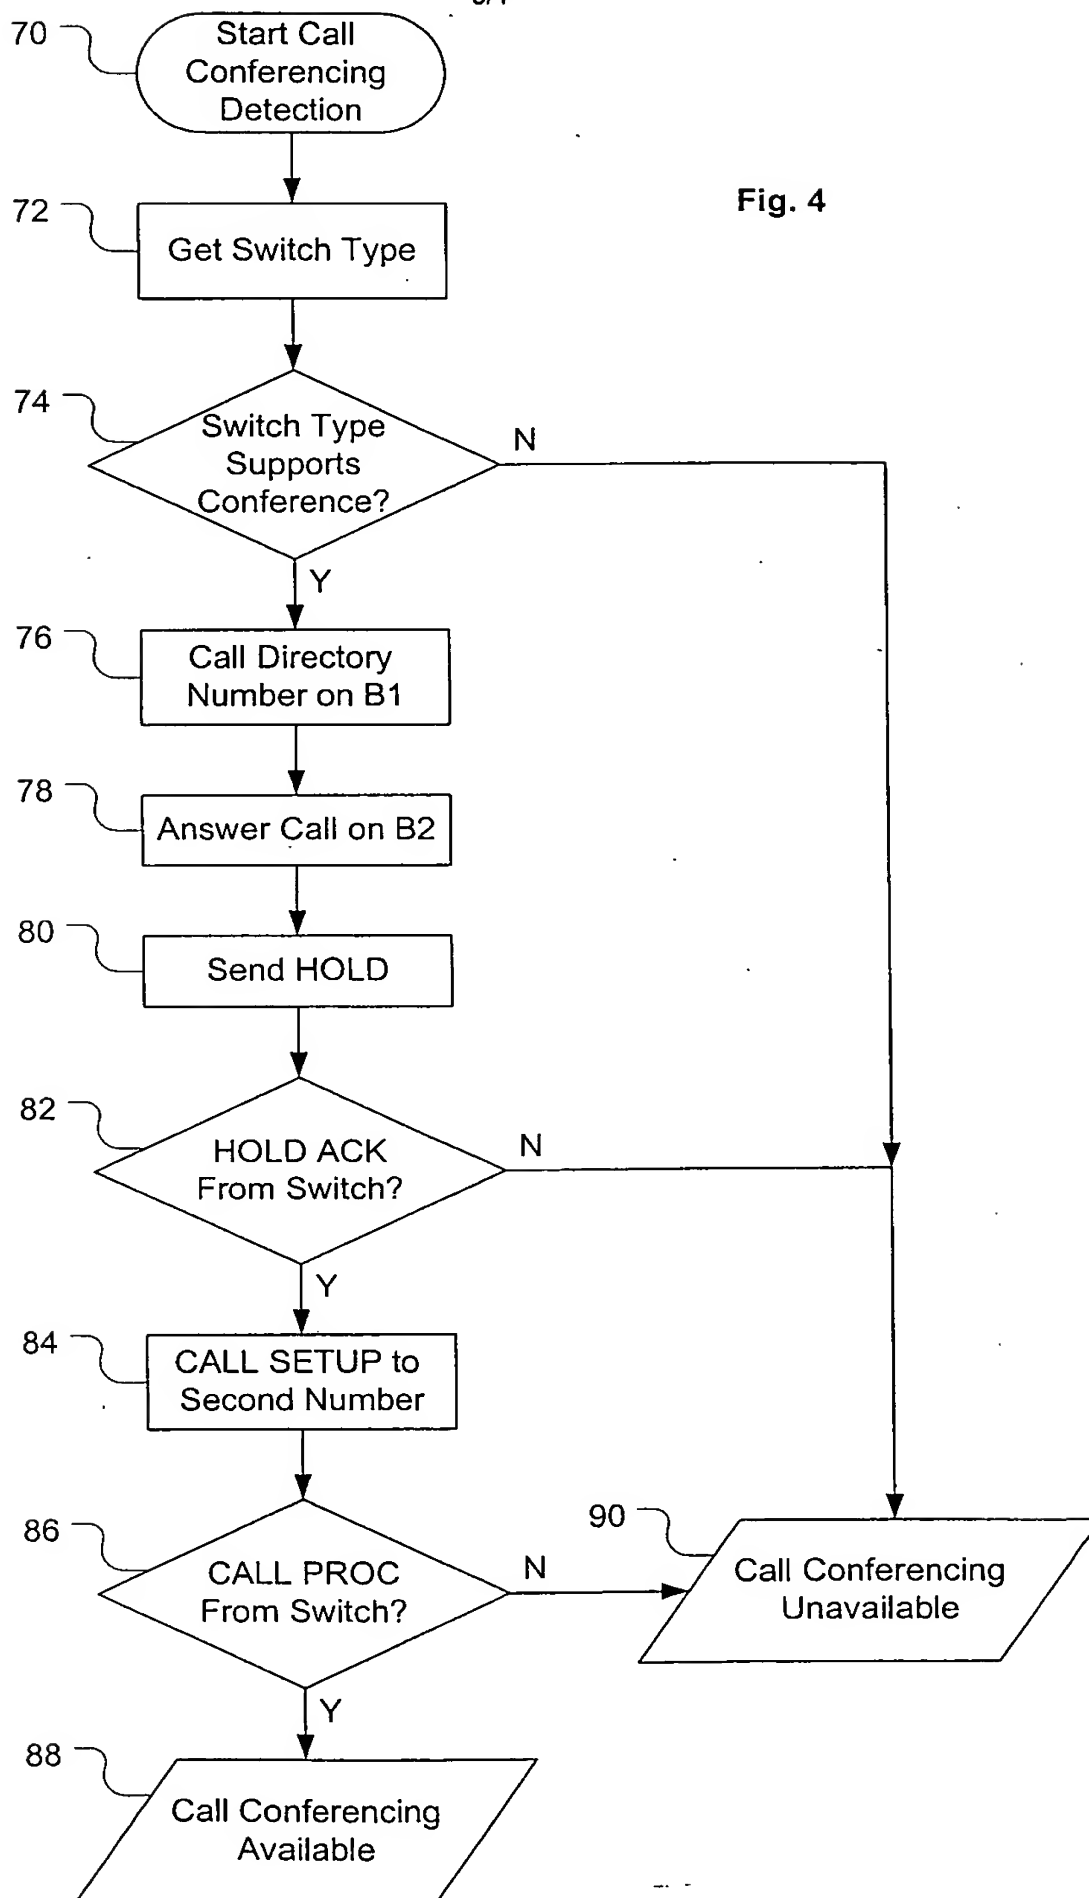 70
Start Call
Conferencing
Detection
72
Get Switch Type
Fig. 4
74
Switch Type
Supports
Conference?
N
Y
76
Call Directory
Number on B1
78
Answer Call on B2
80
Send HOLD
82
HOLD ACK
From Switch?
N
Y
84
CALL SETUP to
Second Number
86
CALL PROC
From Switch?
N
90
Call Conferencing
Unavailable
Y
88
Call Conferencing
Available